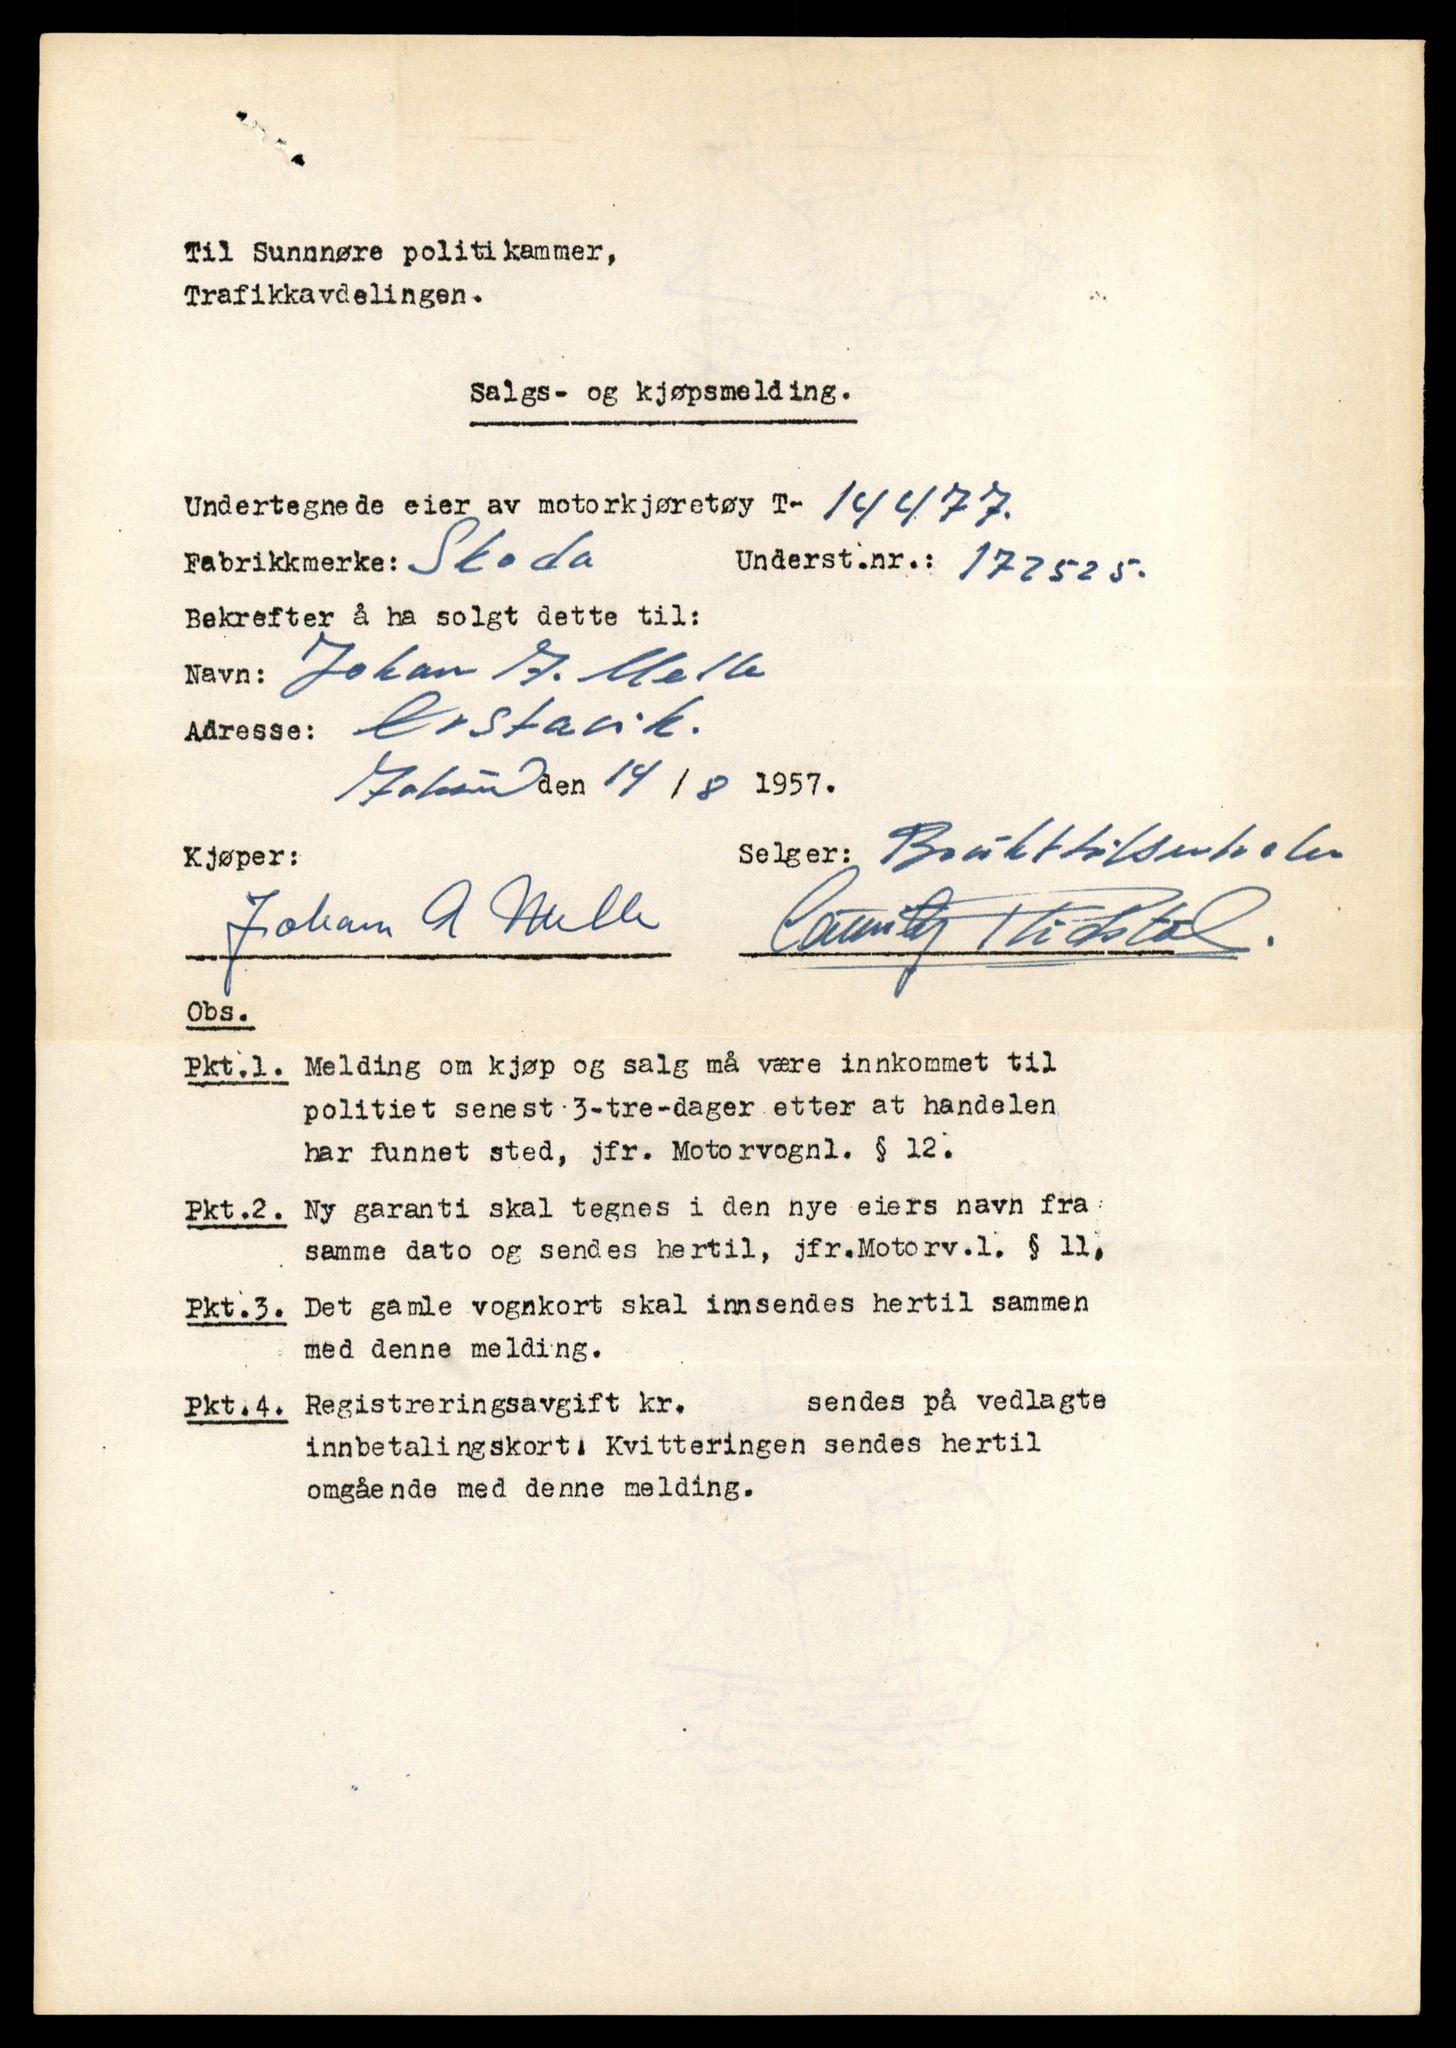 Til Sunnnøre politikammer,
Trafikkavdelingen.
Salgs- og kjøpsmelding.
Undertegnede eier av motorkjøretøy T- 14477.
Fabrikkmerke: Skoda Underst.nr.: 172525.
Bekrefter å ha solgt dette til:
Navn: Johan A. Melle
Adresse: Ørstavik.
den 14 / 8 1957.
Kjøper: Selger:
Johan A Melle
Obs.
Pkt.1. Melding om kjøp og salg må være innkommet til
politiet senest 3-tre-dager etter at handelen
har funnet sted, jfr. Motorvognl. § 12.
Pkt.2. Ny garanti skal tegnes i den nye eiers navn fra
samme dato og sendes hertil, jfr.Motorv.l. § 11.
Pkt.3. Det gamle vognkort skal innsendes hertil sammen
med denne melding.
Pkt.4. Registreringsavgift kr. sendes på vedlagte
innbetalingskort. Kvitteringen sendes hertil
omgående med denne melding.